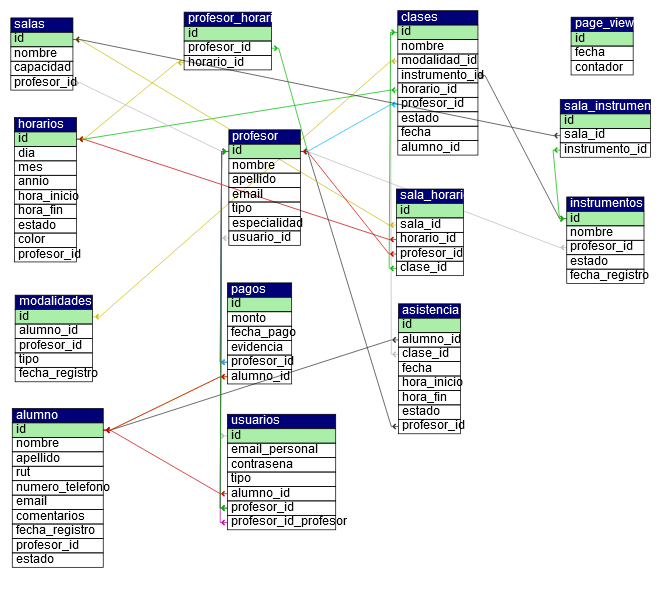 salas
id
nombre
capacidad
profesor_id
profesor_horari
id
profesor_id
horario_id
clases
id
nombre
modalidad_id
instrumento_id
horario_id
profesor_id
estado
fecha
alumno_id
page_view
id
fecha
contador
sala_instrumen
id
sala_id
instrumento_id
horarios
id
dia
mes
annio
hora_inicio
hora_fin
estado
color
profesor_id
profesor
id
nombre
apellido
email
tipo
especialidad
usuario_id
sala_horari
id
sala_id
horario_id
profesor_id
clase_id
instrumentos
id
nombre
profesor_id
estado
fecha_registro
modalidades
id
alumno_id
profesor_id
tipo
fecha_registro
pagos
id
monto
fecha_pago
evidencia
profesor_id
alumno_id
asistencia
id
alumno_id
clase_id
fecha
hora_inicio
hora_fin
estado
profesor_id
alumno
id
nombre
apellido
rut
numero_telefono
email
comentarios
fecha_registro
profesor_id
estado
usuarios
id
email_personal
contrasena
tipo
alumno_id
profesor_id
profesor_id_profesor